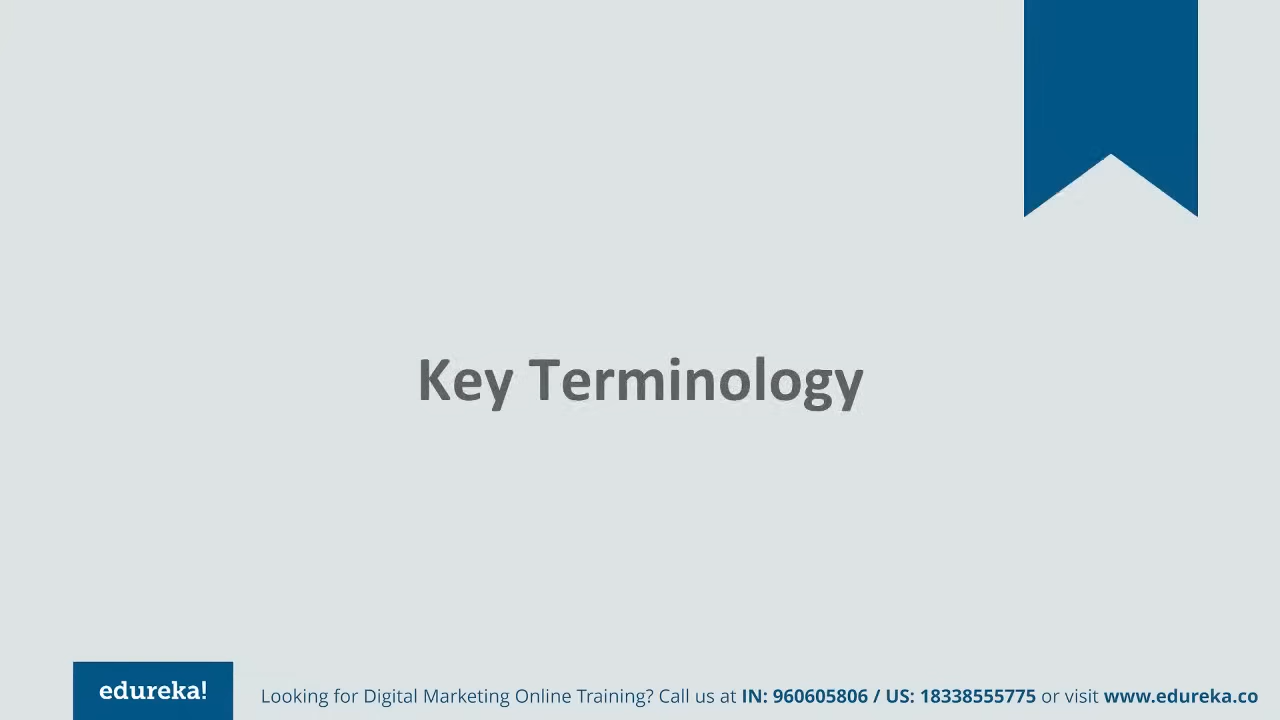 Key Terminology
edureka!
Looking for Digital Marketing Online Training? Call us at IN: 960605806 / US: 18338555775 or visit www.edureka.co